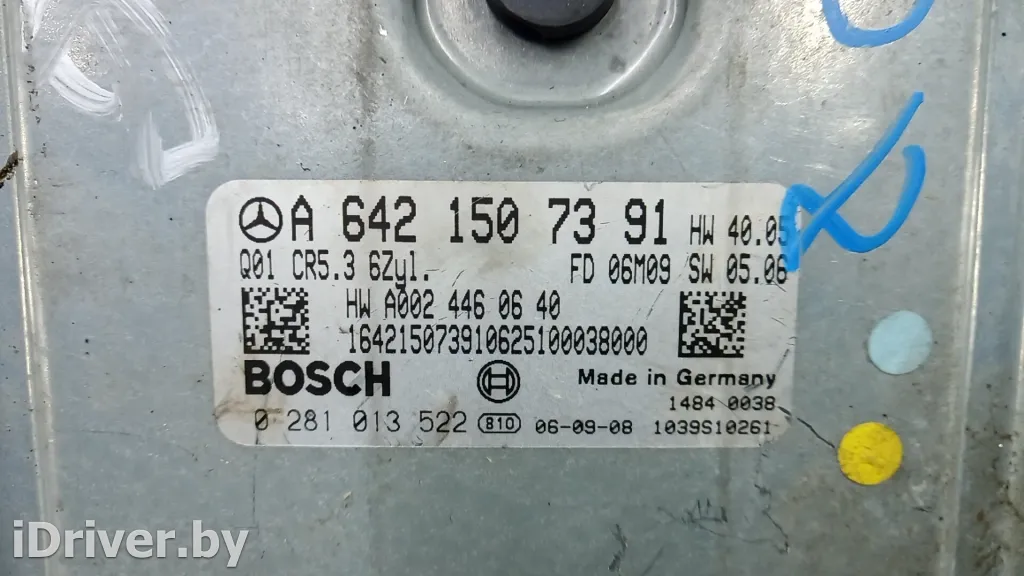 A 642 150 73 91 HW 40.05
Q01 CR5.3 6Zyl. FD 06M09 SW 05.06
HW A002 446 06 40
164215073910625100038000
BOSCH Made in Germany
1484 0038
0 281 013 522 810 06-09-08 1039S10261
iDriver.by